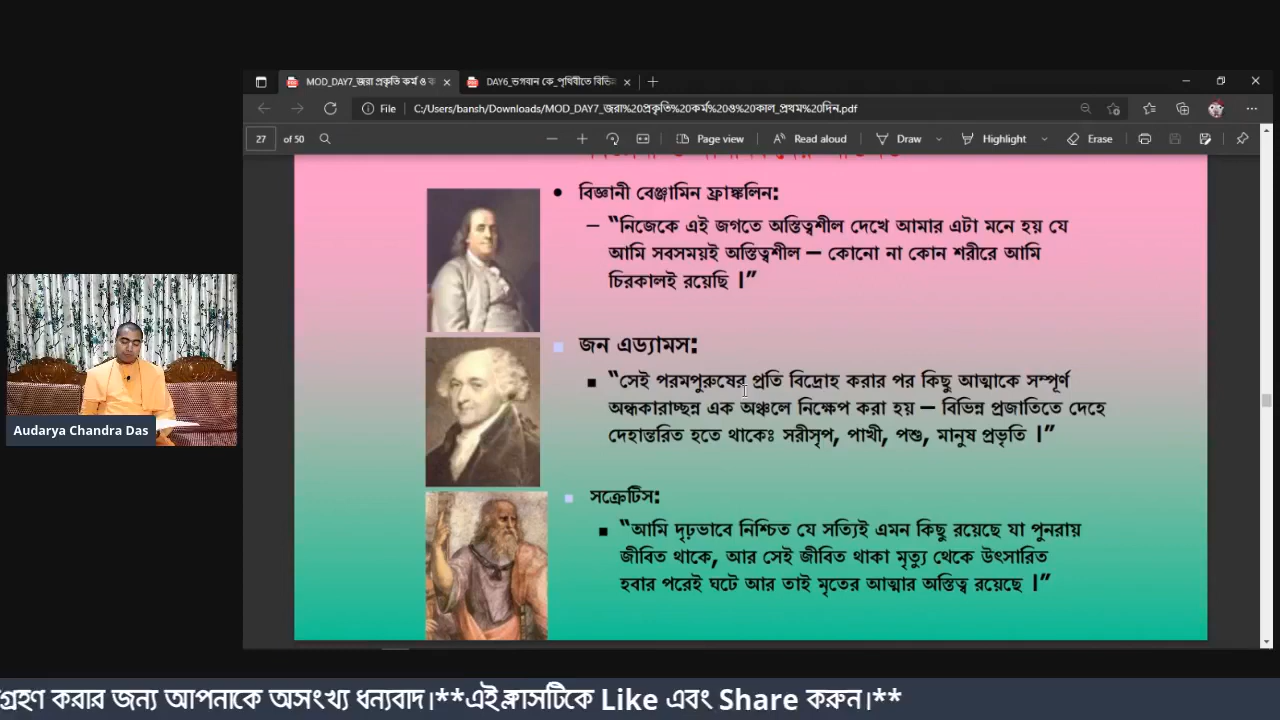 MOD_DAY7_জরা প্রকৃতি কর্ম ও ক
DAY6_ভগবান কে_পৃথিবীতে বিভিন্ন
File
C:/Users/bansh/Downloads/MOD_DAY7_জরা%20প্রকৃতি%20কর্ম%20ও%20কাল_প্রথম%20দিন.pdf
27 of 50
Page view
Read aloud
Draw
Highlight
Erase
• বিজ্ঞানী বেঞ্জামিন ফ্রাঙ্কলিন:
– “নিজেকে এই জগতে অস্তিত্বশীল দেখে আমার এটা মনে হয় যে
আমি সবসময়ই অস্তিত্বশীল – কোনো না কোন শরীরে আমি
চিরকালই রয়েছি ।”
জন এড্যামস:
“সেই পরমপুরুষের প্রতি বিদ্রোহ করার পর কিছু আত্মাকে সম্পূর্ণ
অন্ধকারাচ্ছন্ন এক অঞ্চলে নিক্ষেপ করা হয় – বিভিন্ন প্রজাতিতে দেহে
দেহান্তরিত হতে থাকেঃ সরীসৃপ, পাখী, পশু, মানুষ প্রভৃতি ।”
সক্রেটিস:
“আমি দৃঢ়ভাবে নিশ্চিত যে সত্যিই এমন কিছু রয়েছে যা পুনরায়
জীবিত থাকে, আর সেই জীবিত থাকা মৃত্যু থেকে উৎসারিত
হবার পরেই ঘটে আর তাই মৃতের আত্মার অস্তিত্ব রয়েছে ।”
Audarya Chandra Das
গ্রহণ করার জন্য আপনাকে অসংখ্য ধন্যবাদ।**এই ক্লাসটিকে Like এবং Share করুন।**